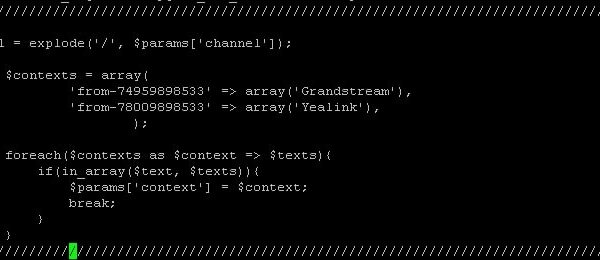 ////////////////////////////////////////////////////////////////////////////
l = explode('/', $params['channel']);
$contexts = array(
'from-74959898533' => array('Grandstream'),
'from-78009898533' => array('Yealink'),
);
foreach($contexts as $context => $texts){
if(in_array($text, $texts)){
$params['context'] = $context;
break;
}
}
////////////////////////////////////////////////////////////////////////////